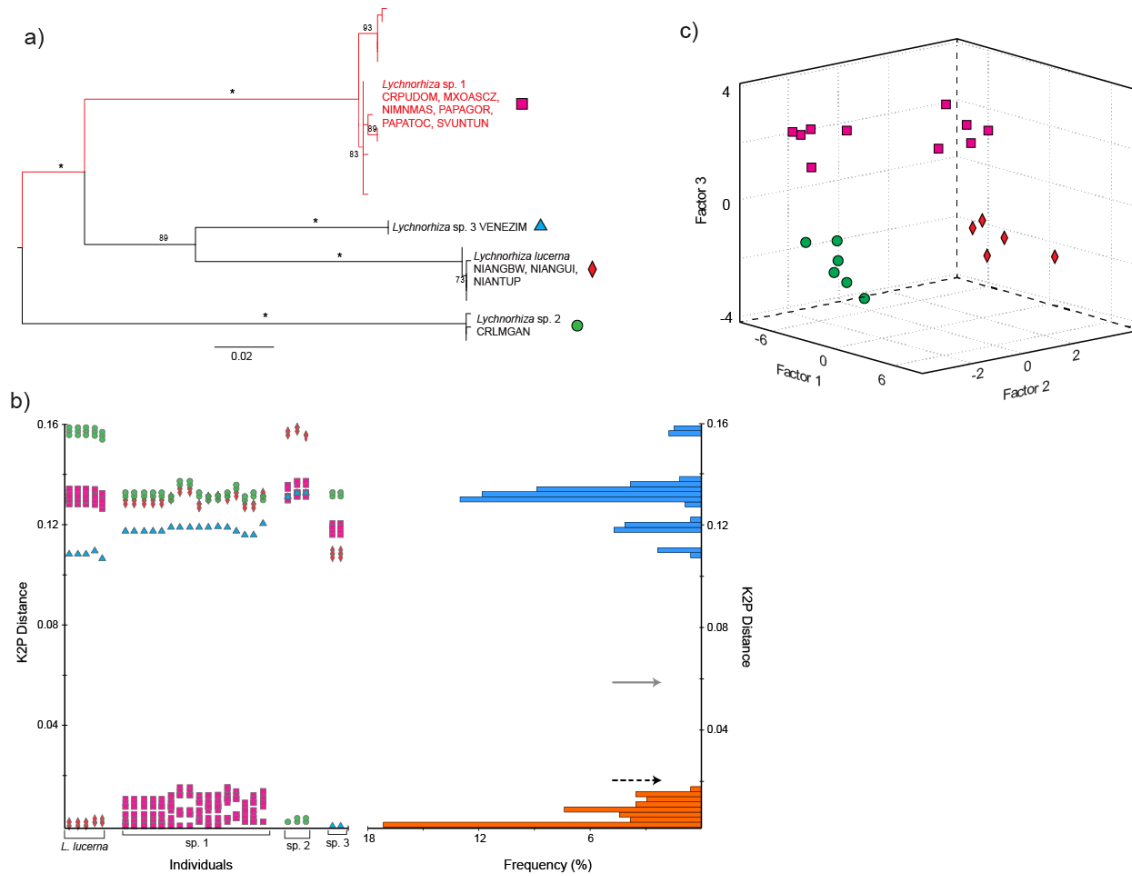 a)
93
*
Lychnorhiza sp. 1
CRPUDOM, MXOASCZ,
NIMNMAS, PAPAGOR,
PAPATOC, SVUNTUN
89
83
*
*
Lychnorhiza sp. 3 VENEZIM
89
*
Lychnorhiza lucerna
NIANGBW, NIANGUI,
NIANTUP
73
*
Lychnorhiza sp. 2
CRLMGAN
0.02
c)
4
0
-4
Factor 3
-6
0
6
Factor 1
-2
0
2
Factor 2
b)
0.16
0.12
0.08
0.04
K2P Distance
L. lucerna
sp. 1
sp. 2
sp. 3
Individuals
0.16
0.12
0.08
0.04
K2P Distance
18
12
6
Frequency (%)